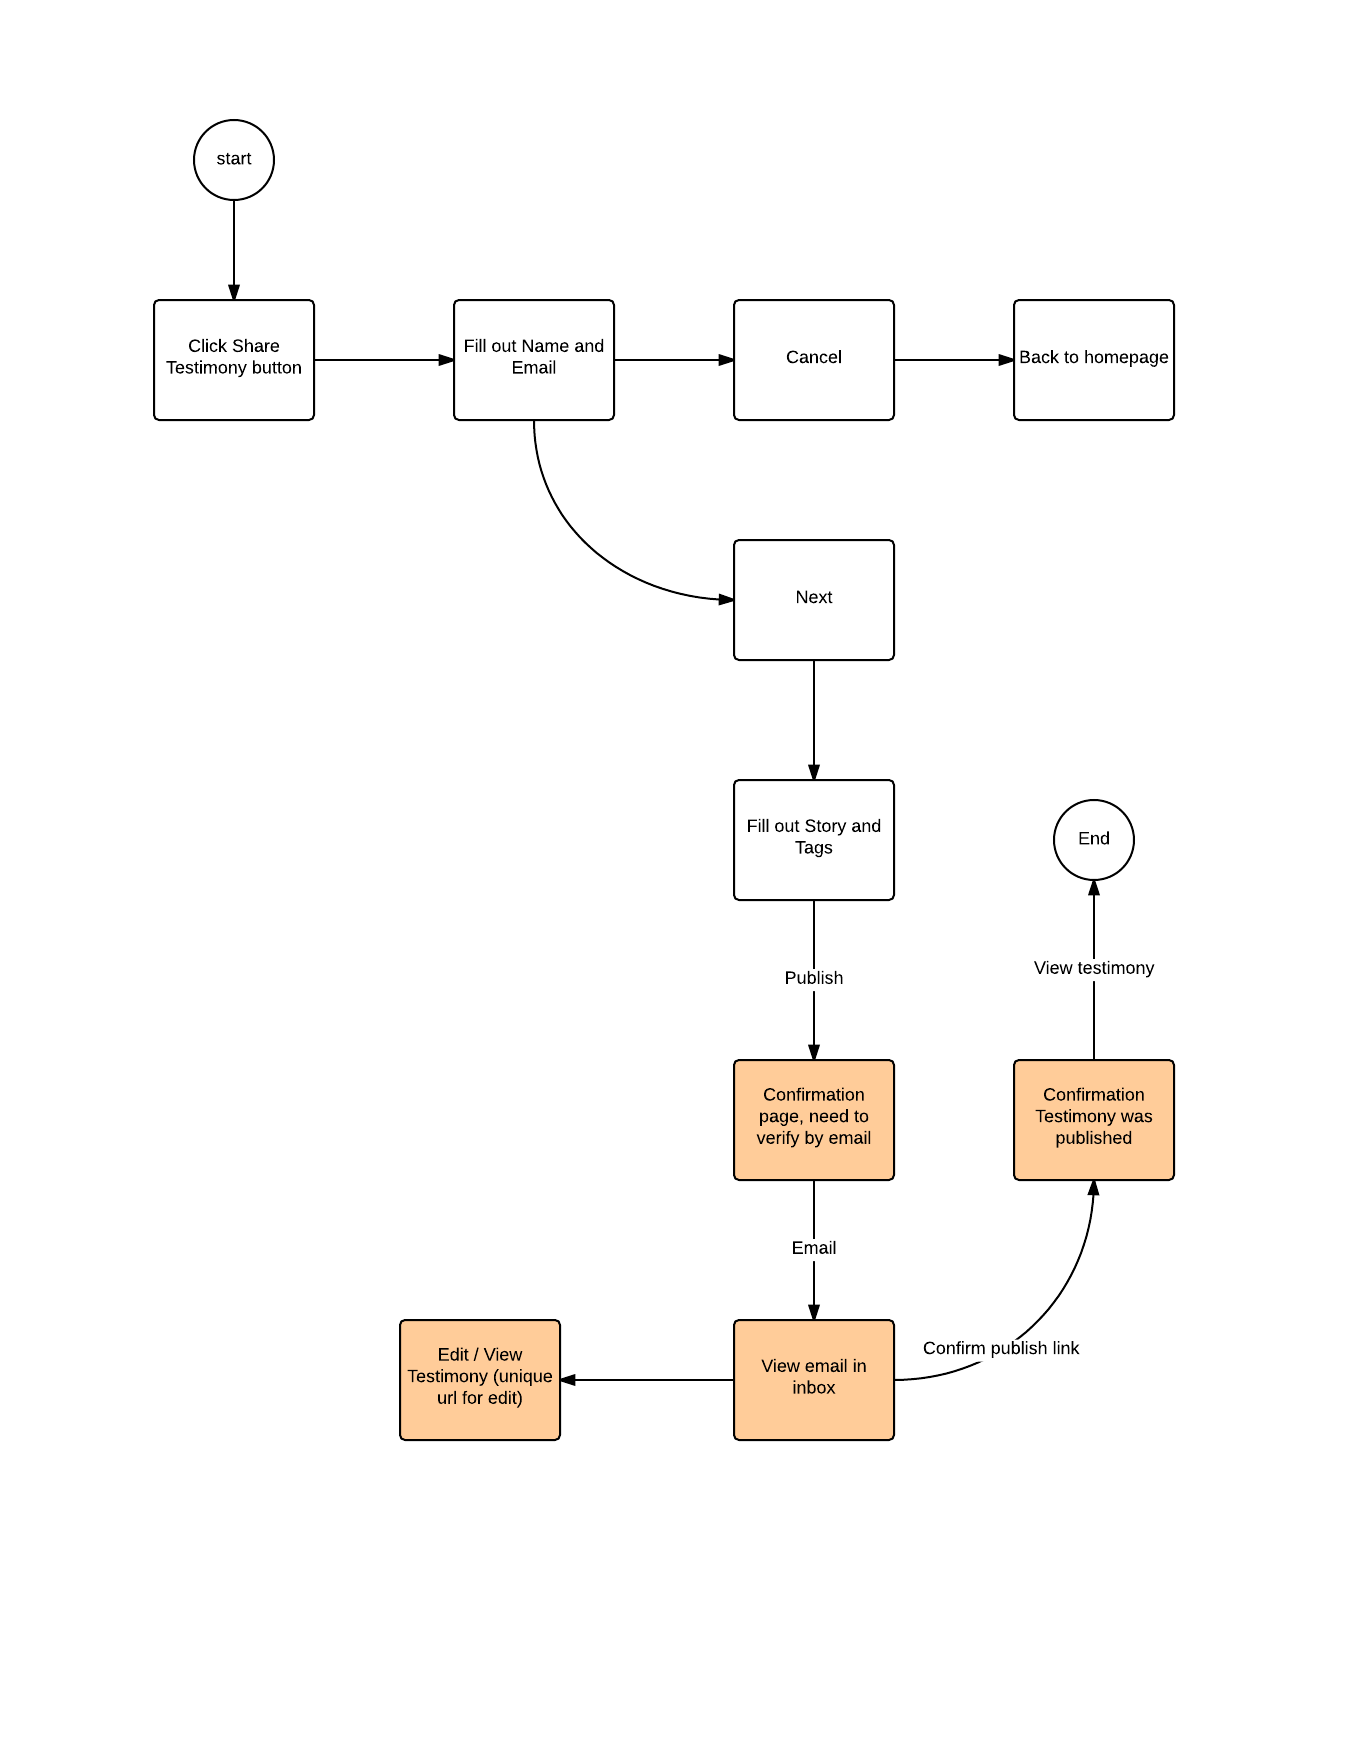 start
Click Share
Testimony button
Fill out Name and
Email
Cancel
Back to homepage
Next
Fill out Story and
Tags
End
Publish
View testimony
Confirmation
page, need to
verify by email
Confirmation
Testimony was
published
Email
Confirm publish link
Edit / View
Testimony (unique
url for edit)
View email in
inbox